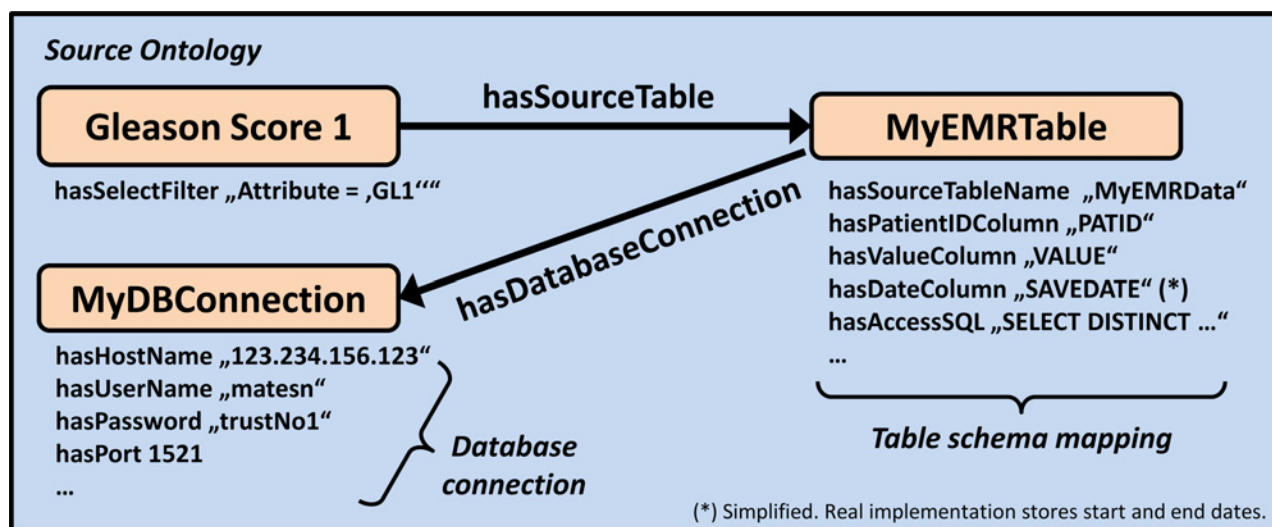 Source Ontology
Gleason Score 1
hasSelectFilter „Attribute = ‚GL1‘“
hasSourceTable
MyEMRTable
hasSourceTableName „MyEMRData“
hasPatientIDColumn „PATID“
hasValueColumn „VALUE“
hasDateColumn „SAVEDATE“ (*)
hasAccessSQL „SELECT DISTINCT ...“
...
Table schema mapping
hasDatabaseConnection
MyDBConnection
hasHostName „123.234.156.123“
hasUserName „matesn“
hasPassword „trustNo1“
hasPort 1521
...
Database
connection
(*) Simplified. Real implementation stores start and end dates.